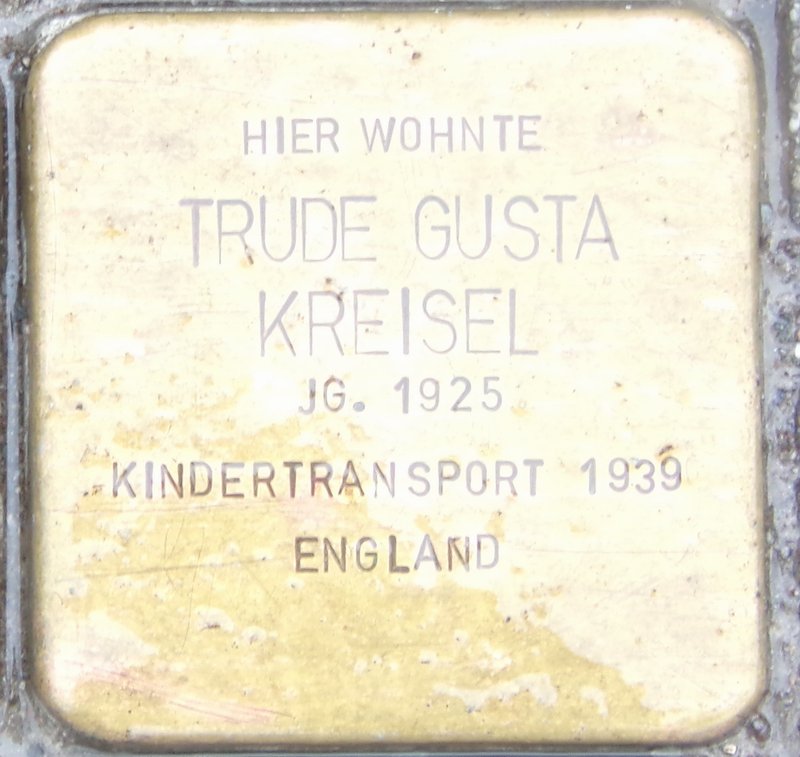 HIER WOHNTE
TRUDE GUSTA
KREISEL
JG. 1925
KINDERTRANSPORT 1939
ENGLAND